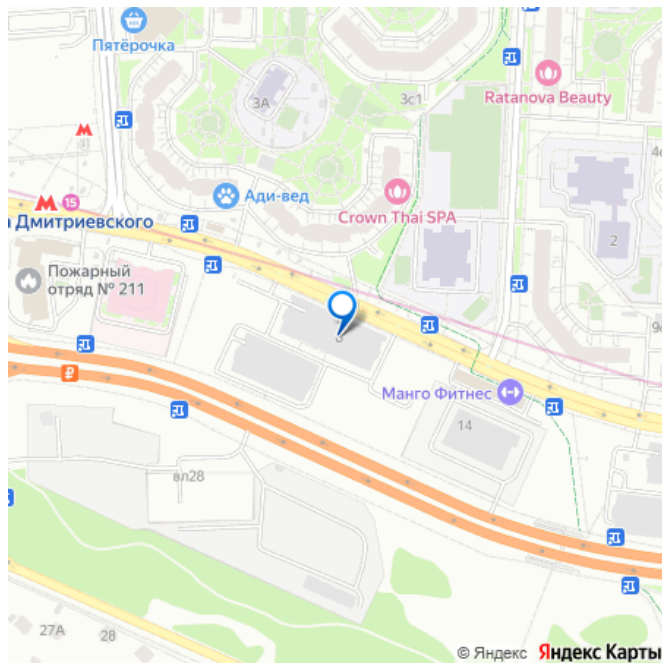 Пятёрочка
3А
3с1
Ratanova Beauty
4с
М
М 15
а Дмитриевского
Ади-вед
Crown Thai SPA
2
Пожарный
отряд № 211
₽
Манго Фитнес
14
вл28
27А
28
© Яндекс Яндекс Карты